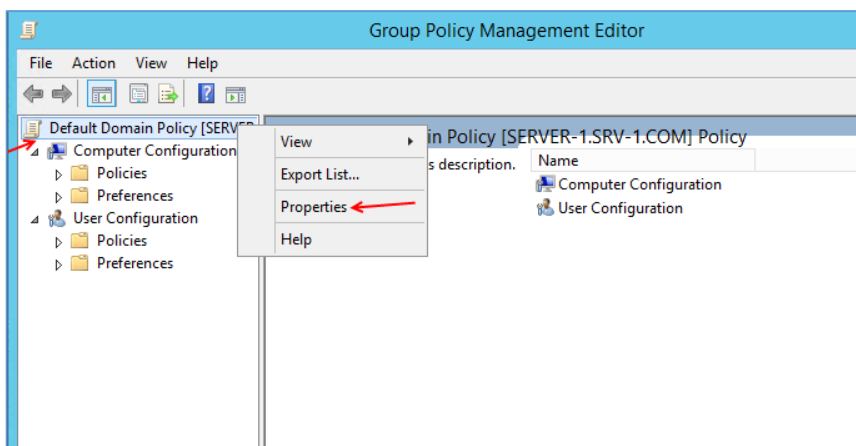 Group Policy Management Editor
File Action View Help
Default Domain Policy [SERVER
Computer Configuration
Policies
Preferences
User Configuration
Policies
Preferences
View
Export List...
Properties
Help
in Policy [SERVER-1.SRV-1.COM] Policy
s description.
Name
Computer Configuration
User Configuration